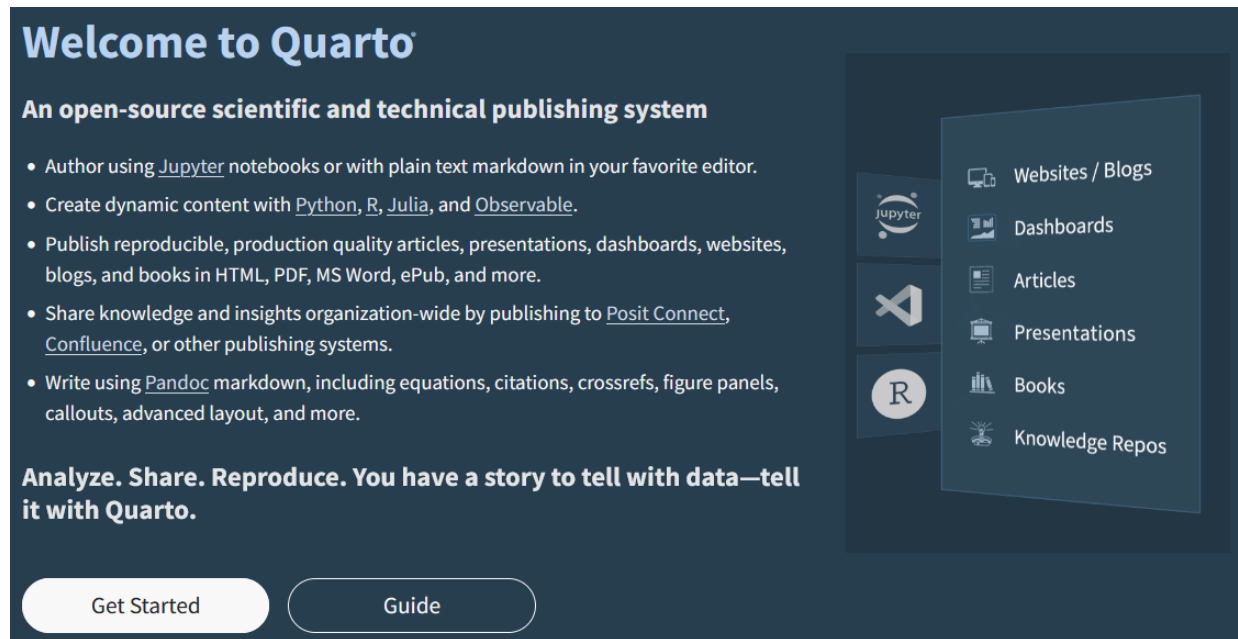 Welcome to Quarto®
An open-source scientific and technical publishing system
• Author using Jupyter notebooks or with plain text markdown in your favorite editor.
• Create dynamic content with Python, R, Julia, and Observable.
• Publish reproducible, production quality articles, presentations, dashboards, websites,
blogs, and books in HTML, PDF, MS Word, ePub, and more.
• Share knowledge and insights organization-wide by publishing to Posit Connect,
Confluence, or other publishing systems.
• Write using Pandoc markdown, including equations, citations, crossrefs, figure panels,
callouts, advanced layout, and more.
Analyze. Share. Reproduce. You have a story to tell with data—tell
it with Quarto.
Get Started
Guide
Jupyter
R
Websites / Blogs
Dashboards
Articles
Presentations
Books
Knowledge Repos